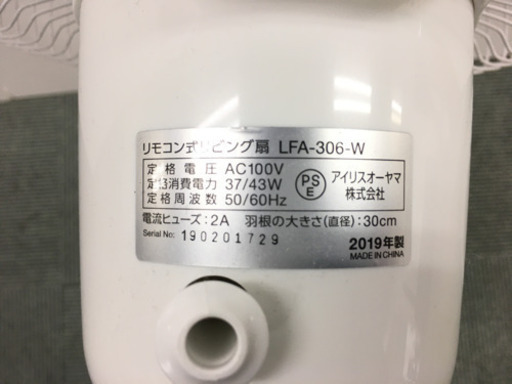 リモコン式リビング扇 LFA-306-W
定格電圧 AC100V
定格消費電力 37/43W
定格周波数 50/60Hz
PS
E
アイリスオーヤマ
株式会社
電流ヒューズ:2A 羽根の大きさ(直径):30cm
Serial No: 190201729
2019年製
MADE IN CHINA